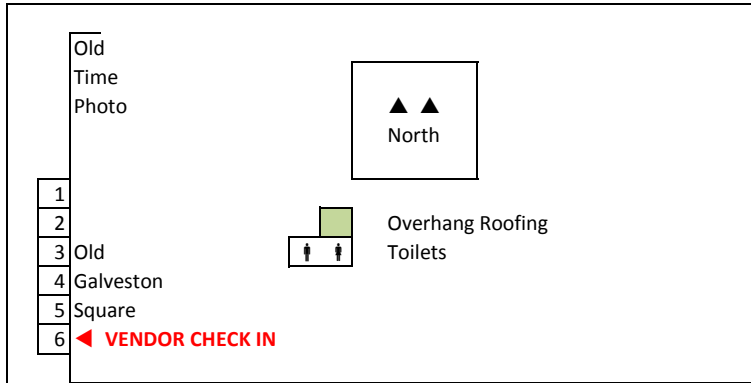 Old
Time
Photo
▲ ▲
North
1
2 Overhang Roofing
3 Old Toilets
4 Galveston
5 Square
6 ◄ VENDOR CHECK IN